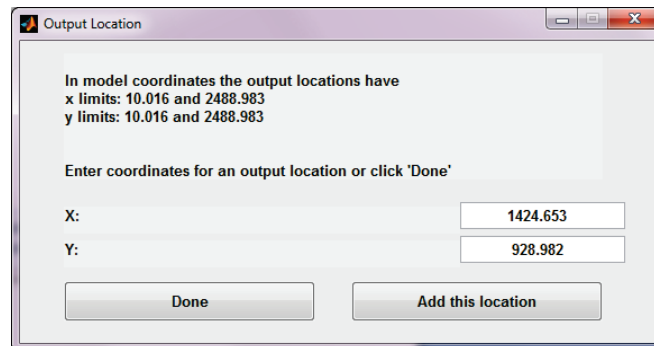 Output Location
In model coordinates the output locations have
x limits: 10.016 and 2488.983
y limits: 10.016 and 2488.983
Enter coordinates for an output location or click 'Done'
X: 1424.653
Y: 928.982
Done Add this location